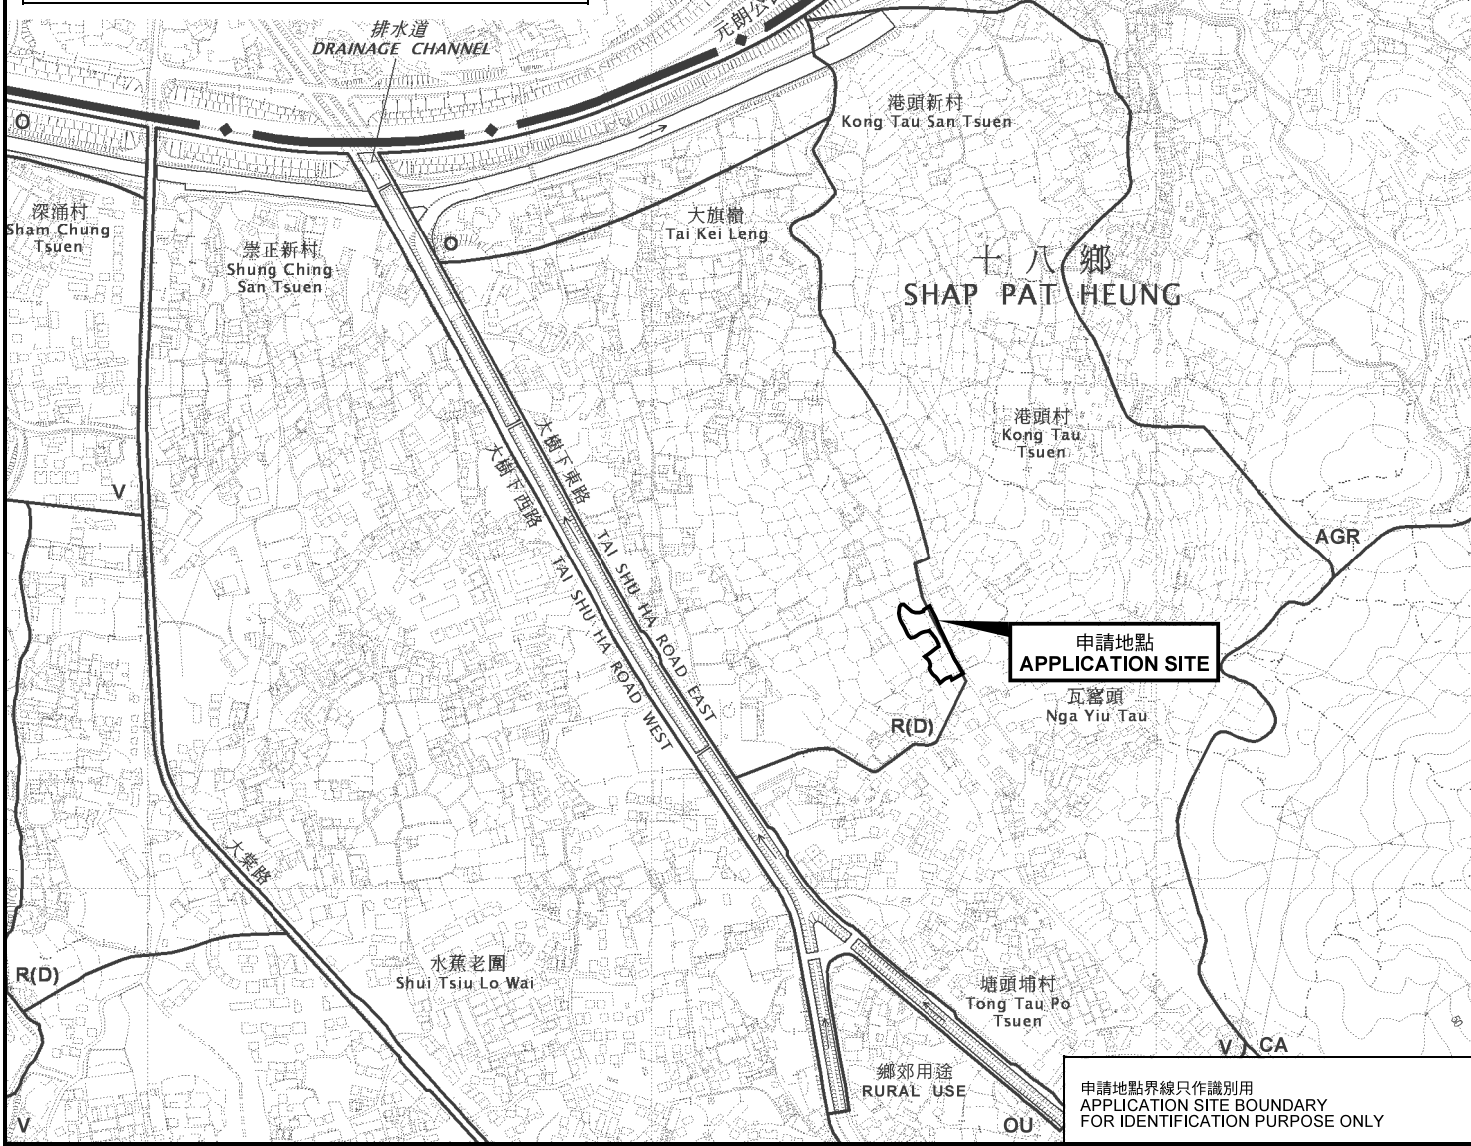 排水道
DRAINAGE CHANNEL
元朗公路
O
港頭新村
Kong Tau San Tsuen
深涌村
Sham Chung
Tsuen
崇正新村
Shung Ching
San Tsuen
O
大旗嶺
Tai Kei Leng
十八鄉
SHAP PAT HEUNG
港頭村
Kong Tau
Tsuen
大樹下東路
TAI SHU HA ROAD EAST
大樹下西路
TAI SHU HA ROAD WEST
V
AGR
申請地點
APPLICATION SITE
瓦窰頭
Nga Yiu Tau
R(D)
大棠路
水蕉老圍
Shui Tsiu Lo Wai
R(D)
塘頭埔村
Tong Tau Po
Tsuen
50
V
CA
鄉郊用途
RURAL USE
OU
V
申請地點界線只作識別用
APPLICATION SITE BOUNDARY
FOR IDENTIFICATION PURPOSE ONLY